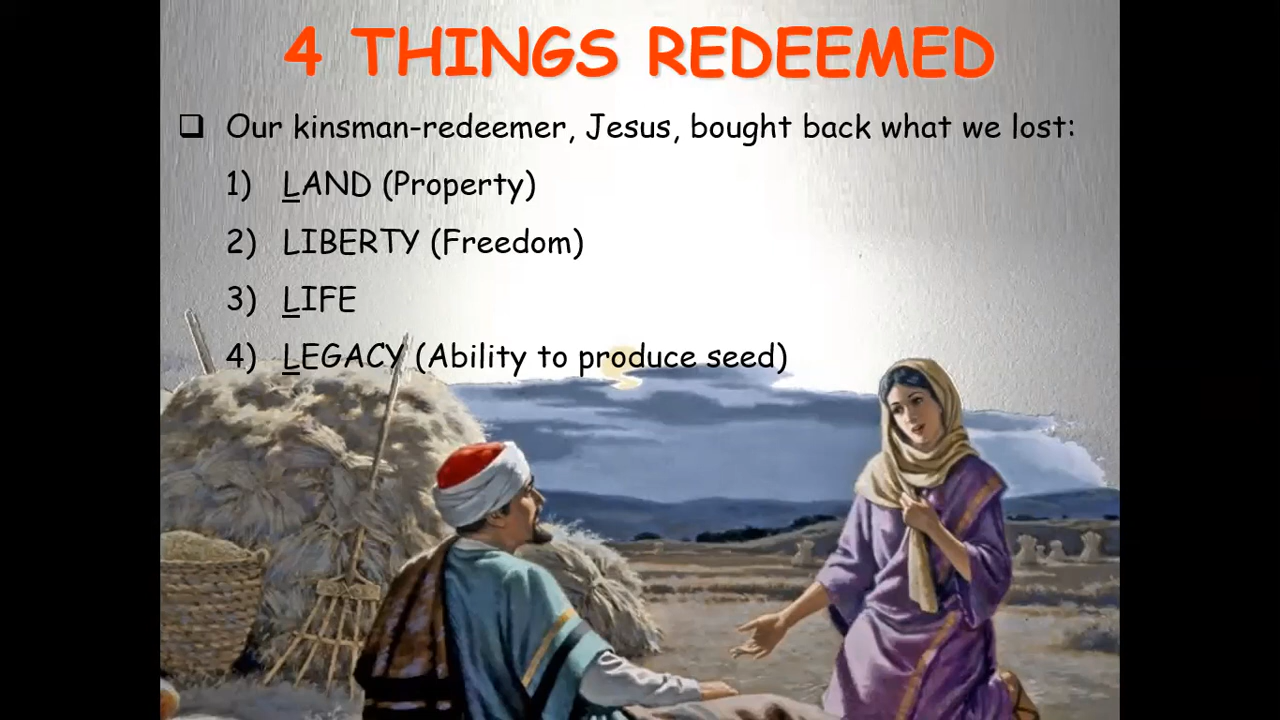 4 THINGS REDEEMED
❑ Our kinsman-redeemer, Jesus, bought back what we lost:
1) LAND (Property)
2) LIBERTY (Freedom)
3) LIFE
4) LEGACY (Ability to produce seed)